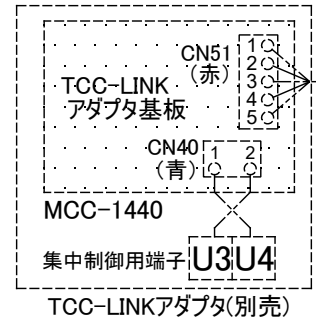 CN51
(赤)
1
2
3
4
5
TCC-LINK
アダプタ基板
CN40
(青)
1 2
MCC-1440
集中制御用端子 U3 U4
TCC-LINKアダプタ(別売)